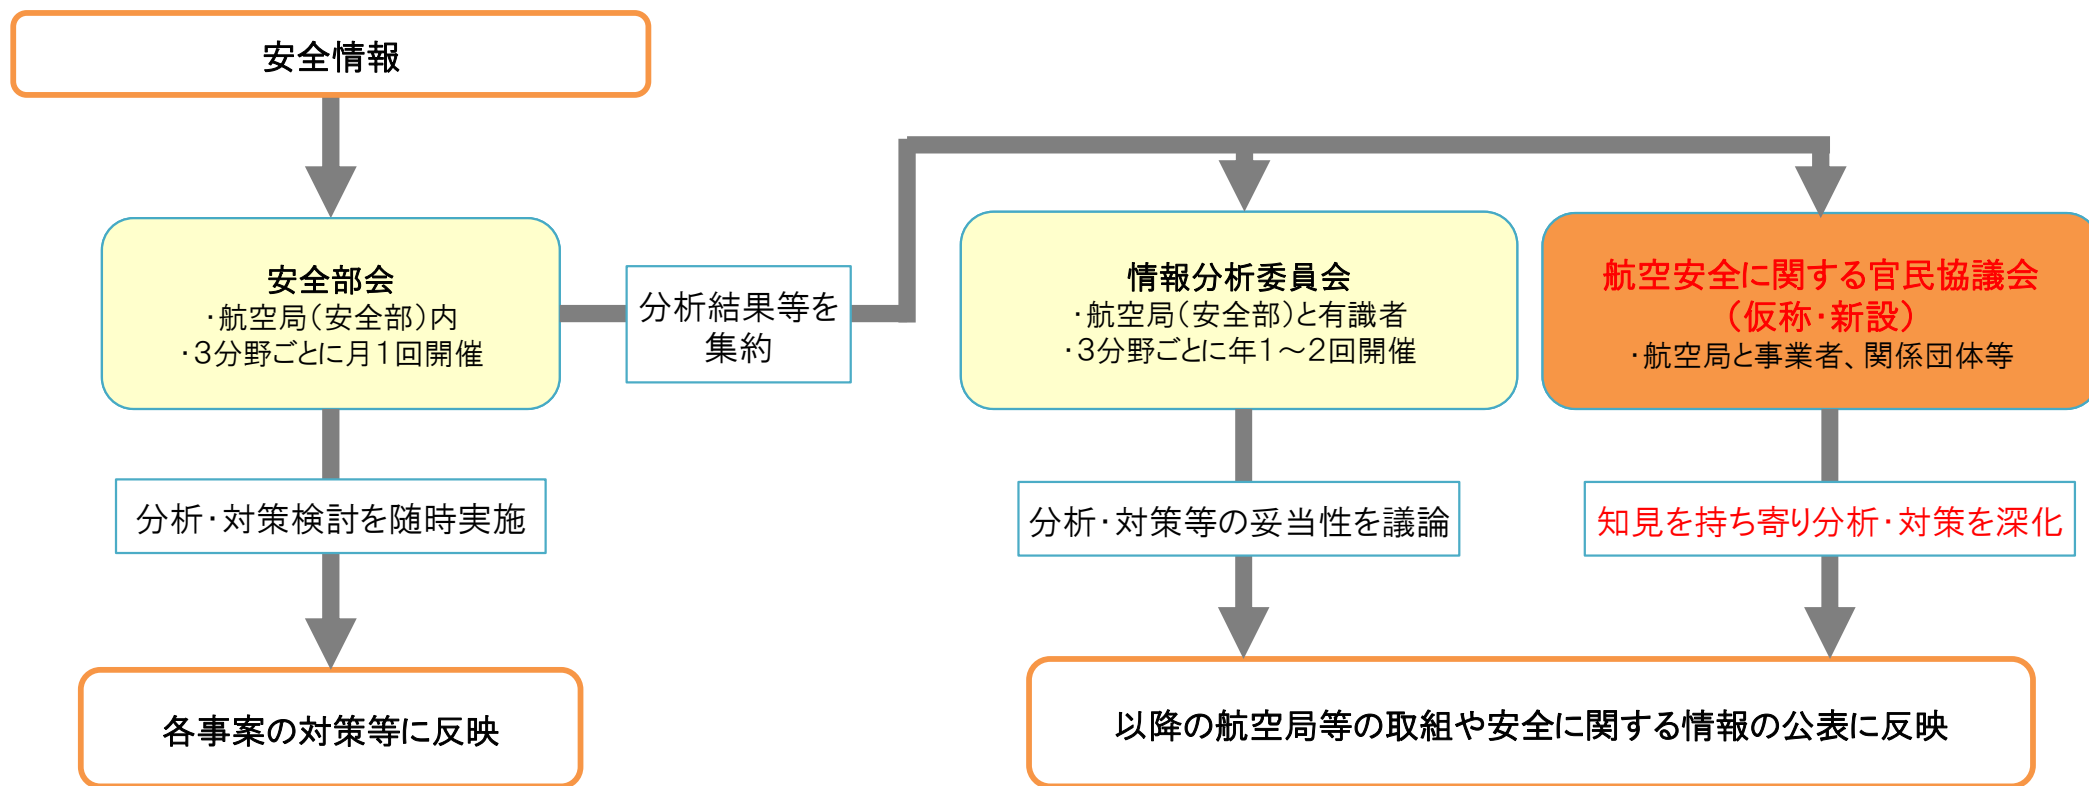 安全情報
安全部会
・航空局（安全部）内
・３分野ごとに月１回開催
分析結果等を
集約
情報分析委員会
・航空局（安全部）と有識者
・３分野ごとに年１～２回開催
航空安全に関する官民協議会
（仮称・新設）
・航空局と事業者、関係団体等
分析・対策検討を随時実施
分析・対策等の妥当性を議論
知見を持ち寄り分析・対策を深化
各事案の対策等に反映
以降の航空局等の取組や安全に関する情報の公表に反映